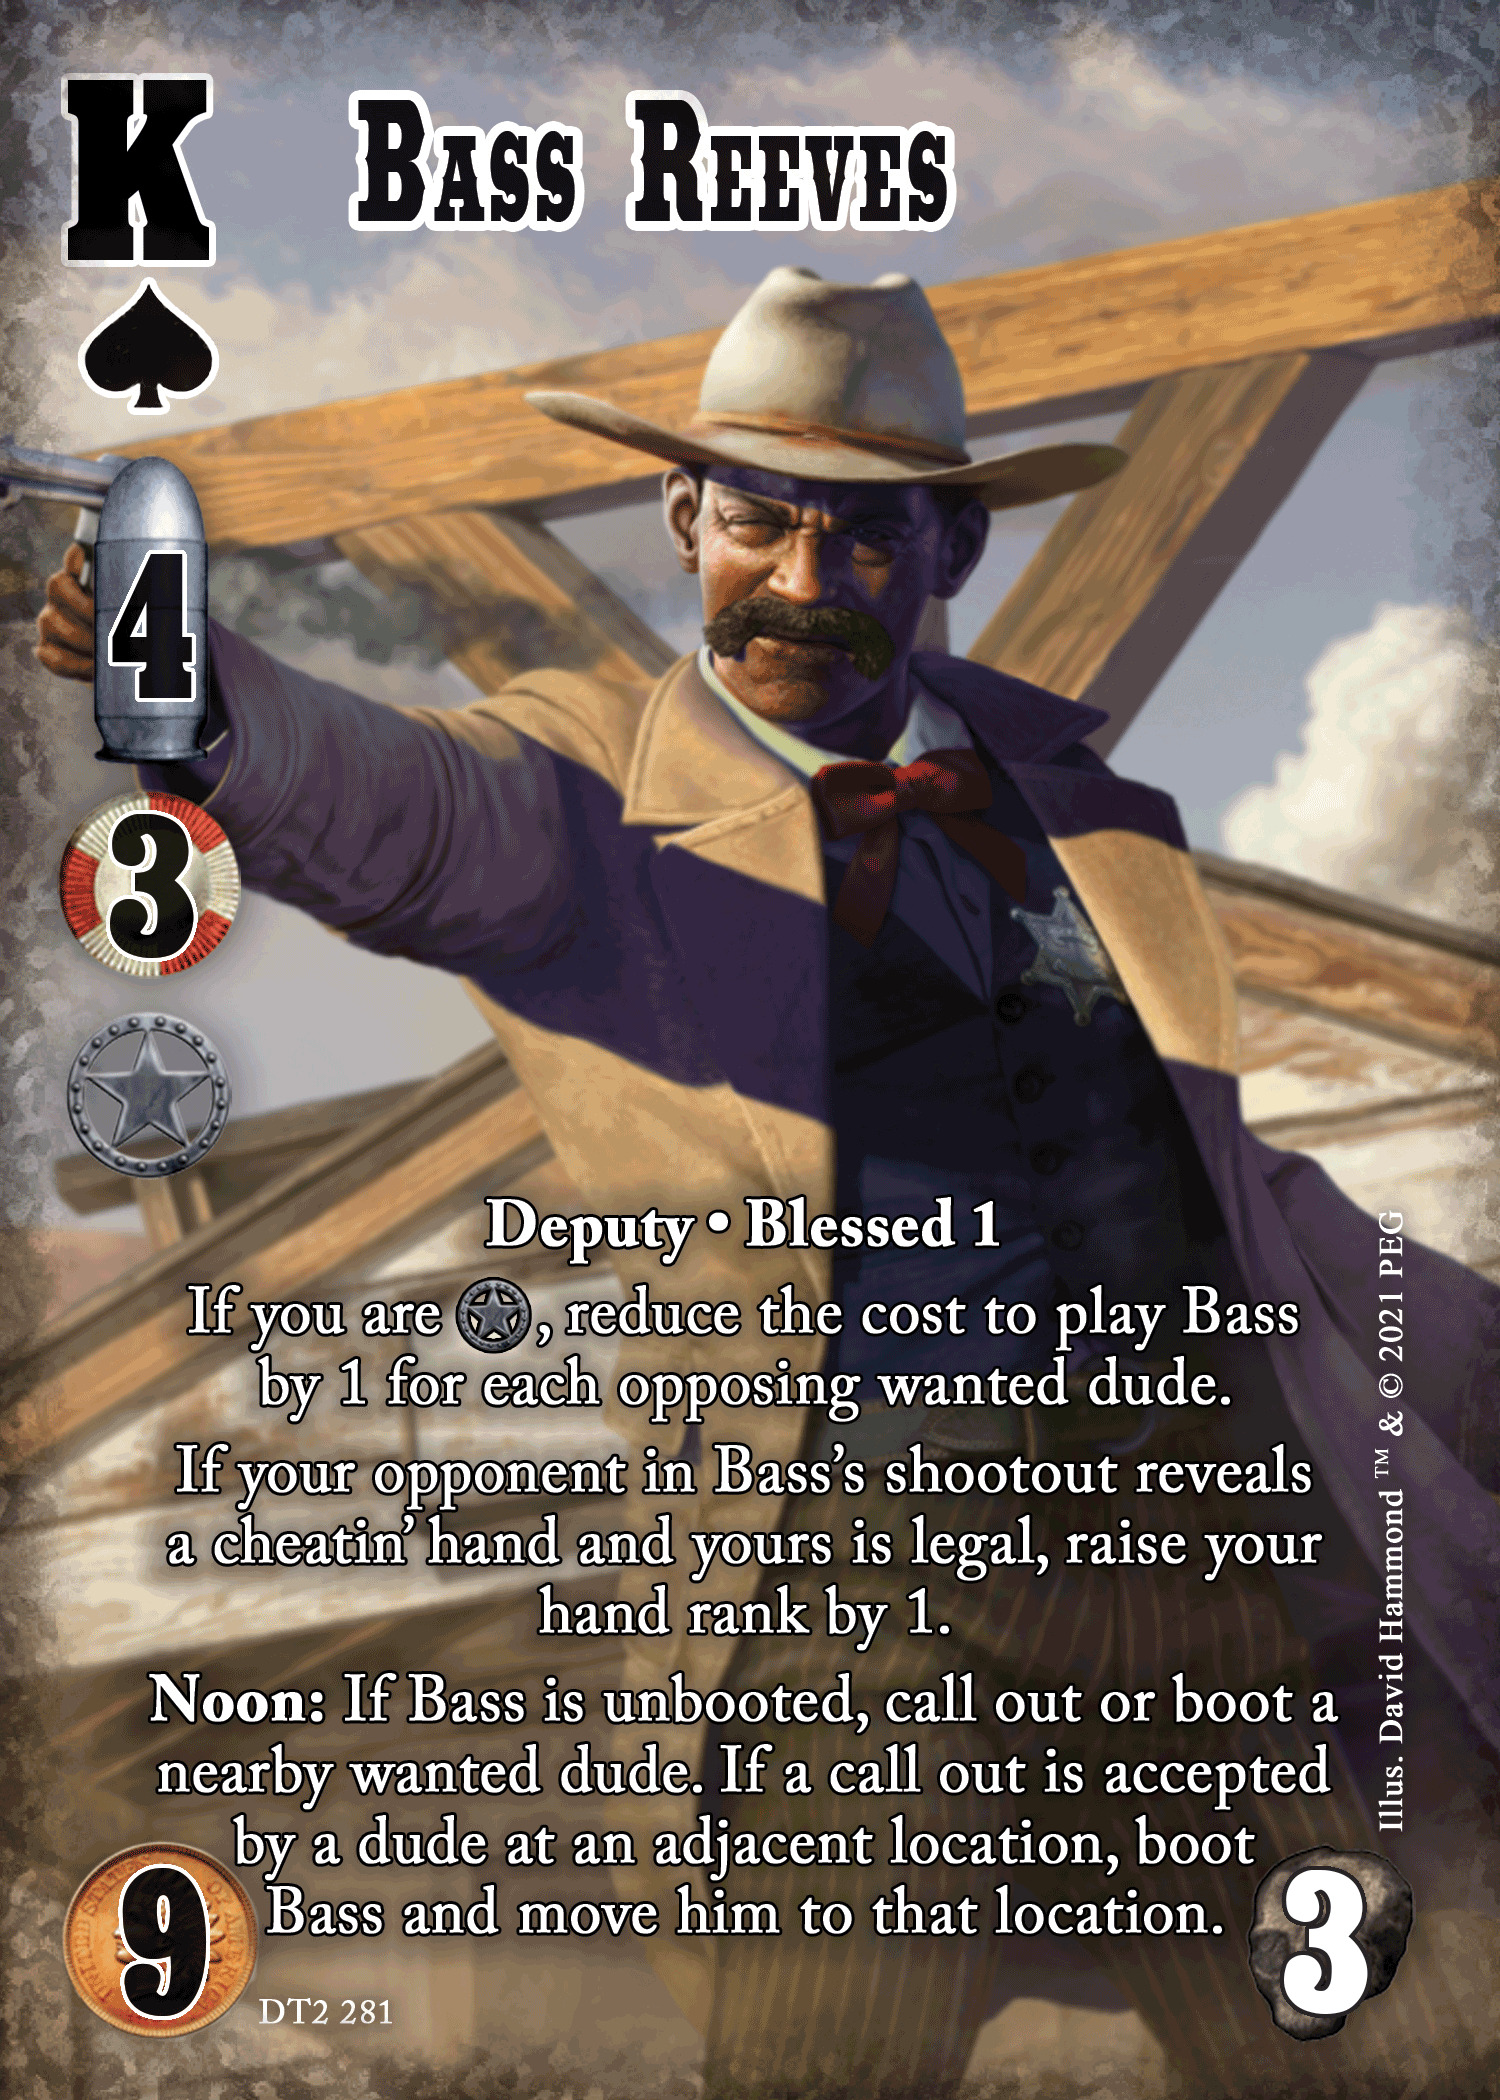 K
BASS REEVES
4
3
Deputy • Blessed 1
If you are , reduce the cost to play Bass
by 1 for each opposing wanted dude.
If your opponent in Bass's shootout reveals
a cheatin' hand and yours is legal, raise your
hand rank by 1.
Noon: If Bass is unbooted, call out or boot a
nearby wanted dude. If a call out is accepted
by a dude at an adjacent location, boot
Bass and move him to that location.
9
3
DT2 281
Illus. David Hammond ™ & © 2021 PEG